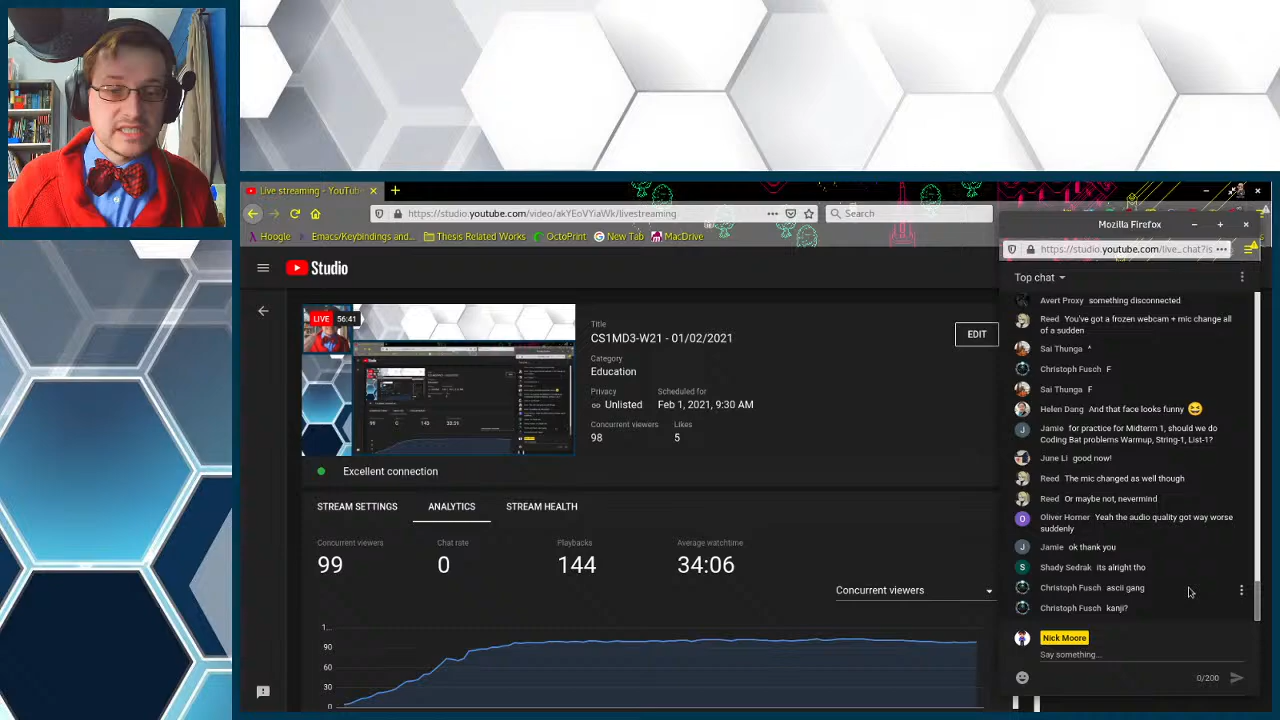 Live streaming - YouTube
https://studio.youtube.com/video/akYEoVYiaWk/livestreaming
Search
Hoogle
Emacs/Keybindings and...
Thesis Related Works
OctoPrint
New Tab
MacDrive
Studio
LIVE 56:41
Title
CS1MD3-W21 - 01/02/2021
EDIT
Category
Education
Privacy
Unlisted
Scheduled for
Feb 1, 2021, 9:30 AM
Concurrent viewers
98
Likes
5
Excellent connection
STREAM SETTINGS
ANALYTICS
STREAM HEALTH
Concurrent viewers
99
Chat rate
0
Playbacks
144
Average watchtime
34:06
Concurrent viewers
1...
90
60
30
0
Mozilla Firefox
https://studio.youtube.com/live_chat?is
Top chat
Avert Proxy something disconnected
Reed You've got a frozen webcam + mic change all
of a sudden
Sai Thunga ^
Christoph Fusch F
Sai Thunga F
Helen Dang And that face looks funny 😆
Jamie for practice for Midterm 1, should we do
Coding Bat problems Warmup, String-1, List-1?
June Li good now!
Reed The mic changed as well though
Reed Or maybe not, nevermind
Oliver Horner Yeah the audio quality got way worse
suddenly
Jamie ok thank you
Shady Sedrak its alright tho
Christoph Fusch ascii gang
Christoph Fusch kanji?
Nick Moore
Say something...
0/200